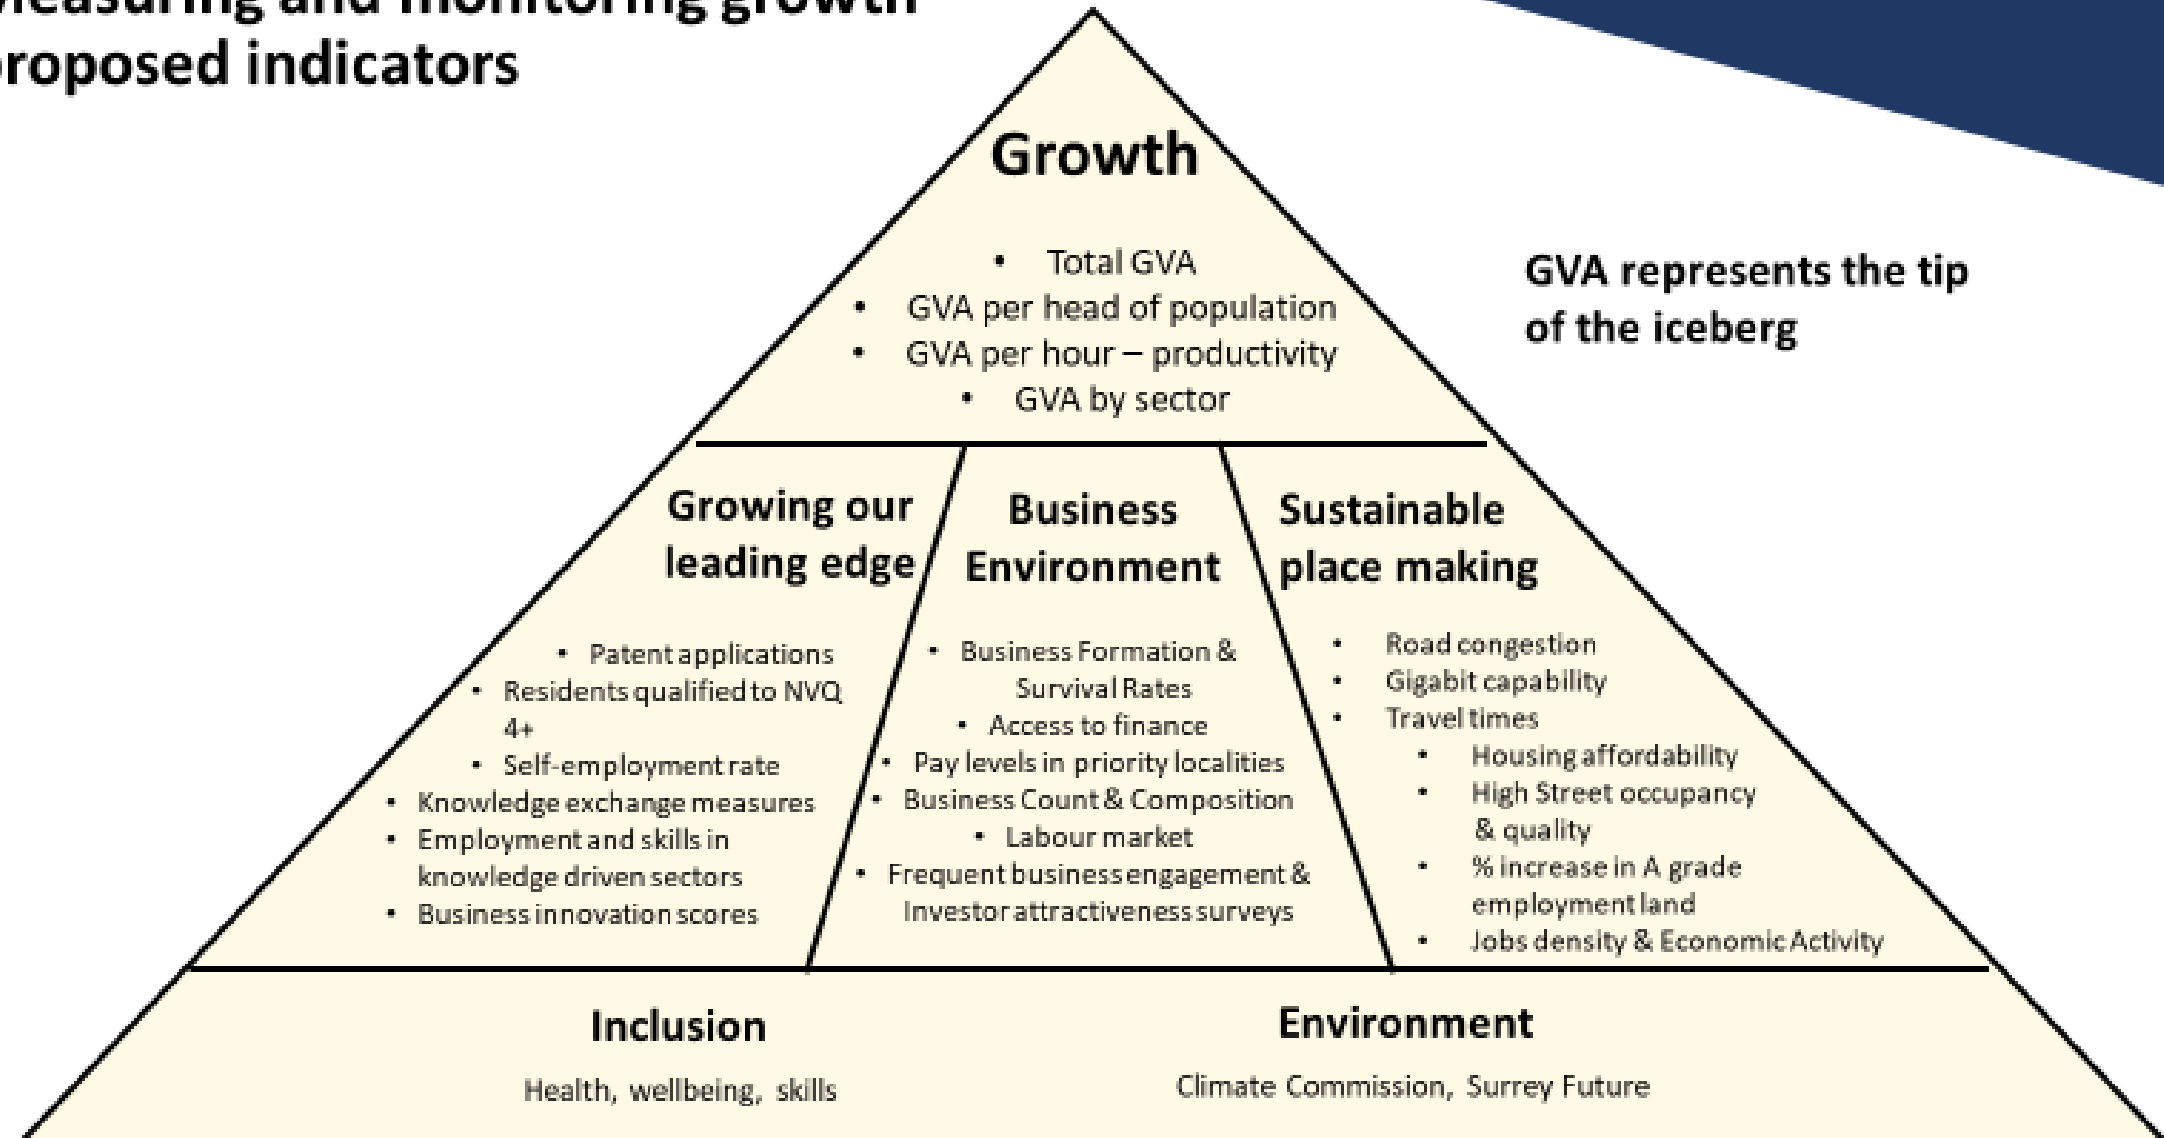 Measuring and monitoring growth
proposed indicators
Growth
• Total GVA
• GVA per head of population
• GVA per hour – productivity
• GVA by sector
GVA represents the tip
of the iceberg
Growing our
leading edge
• Patent applications
• Residents qualified to NVQ
4+
• Self-employment rate
• Knowledge exchange measures
• Employment and skills in
knowledge driven sectors
• Business innovation scores
Business
Environment
• Business Formation &
Survival Rates
• Access to finance
• Pay levels in priority localities
• Business Count & Composition
• Labour market
• Frequent business engagement &
Investor attractiveness surveys
Sustainable
place making
• Road congestion
• Gigabit capability
• Travel times
• Housing affordability
• High Street occupancy
& quality
• % increase in A grade
employment land
• Jobs density & Economic Activity
Inclusion
Health, wellbeing, skills
Environment
Climate Commission, Surrey Future